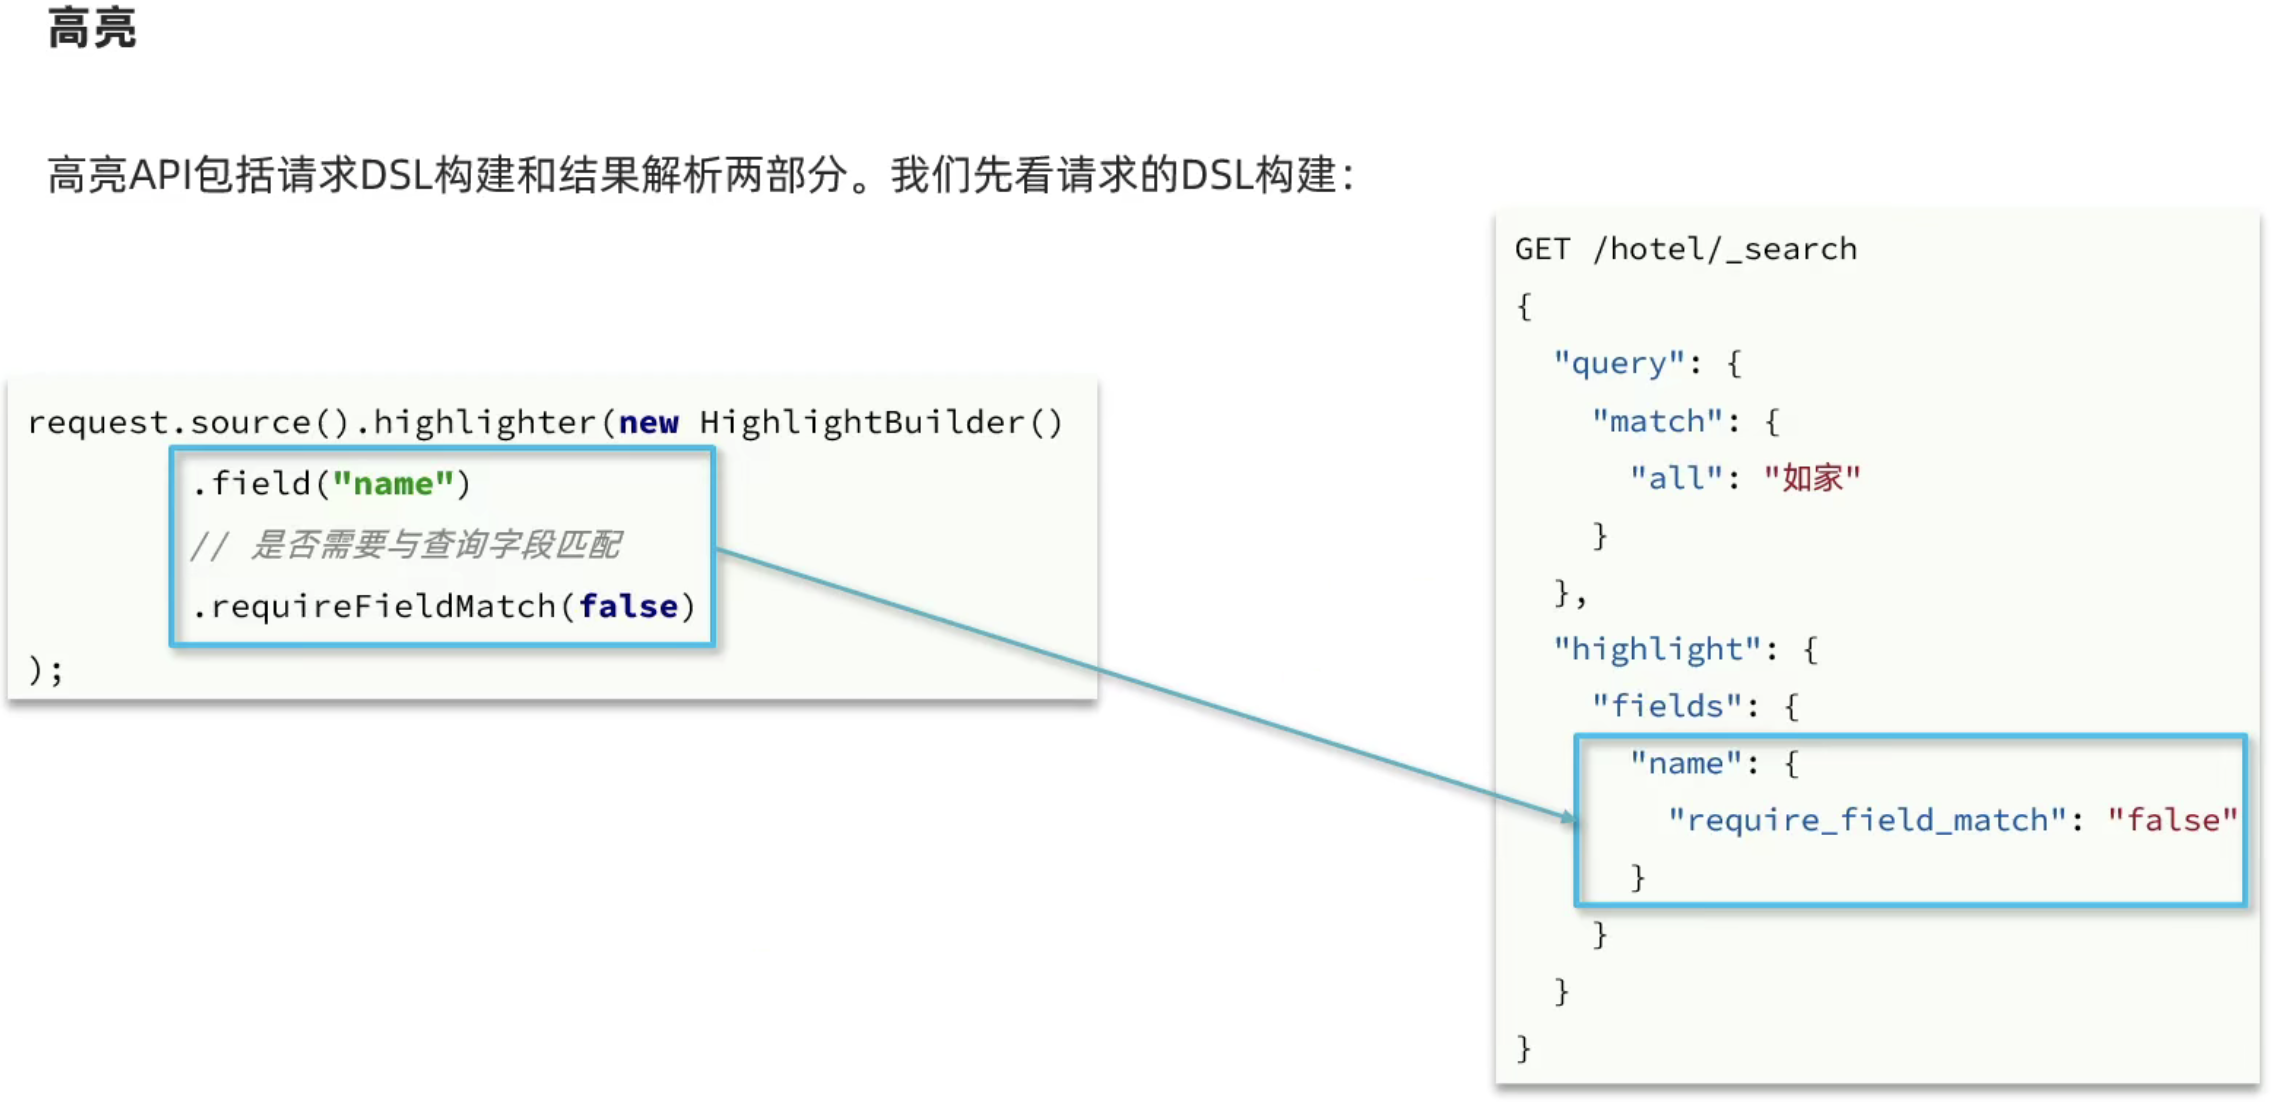 高亮
高亮API包括请求DSL构建和结果解析两部分。我们先看请求的DSL构建：
request.source().highlighter(new HighlightBuilder()
.field("name")
// 是否需要与查询字段匹配
.requireFieldMatch(false)
);
GET /hotel/_search
{
"query": {
"match": {
"all": "如家"
}
},
"highlight": {
"fields": {
"name": {
"require_field_match": "false"
}
}
}
}